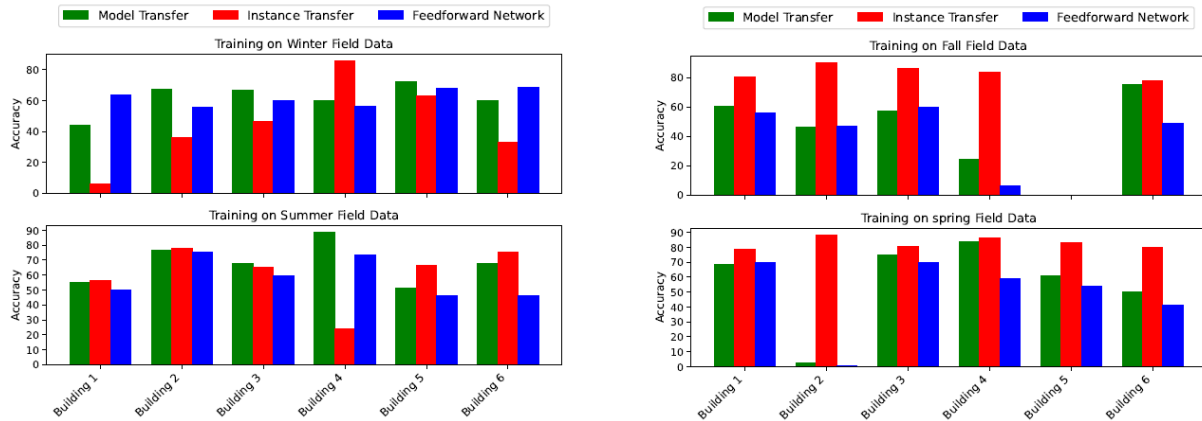 Model Transfer Instance Transfer Feedforward Network
Training on Winter Field Data
Accuracy
80
60
40
20
0
Training on Summer Field Data
Accuracy
90
80
70
60
50
40
30
20
10
0
Building 1 Building 2 Building 3 Building 4 Building 5 Building 6
Model Transfer Instance Transfer Feedforward Network
Training on Fall Field Data
Accuracy
80
60
40
20
0
Training on spring Field Data
Accuracy
90
80
70
60
50
40
30
20
10
0
Building 1 Building 2 Building 3 Building 4 Building 5 Building 6